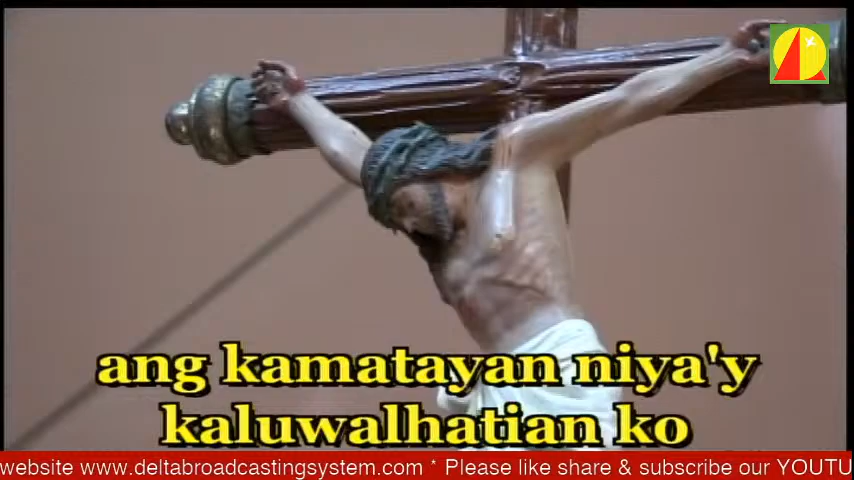 ang kamatayan niya'y
kaluwalhatian ko
website www.deltabroadcastingsystem.com * Please like share & subscribe our YOUTU